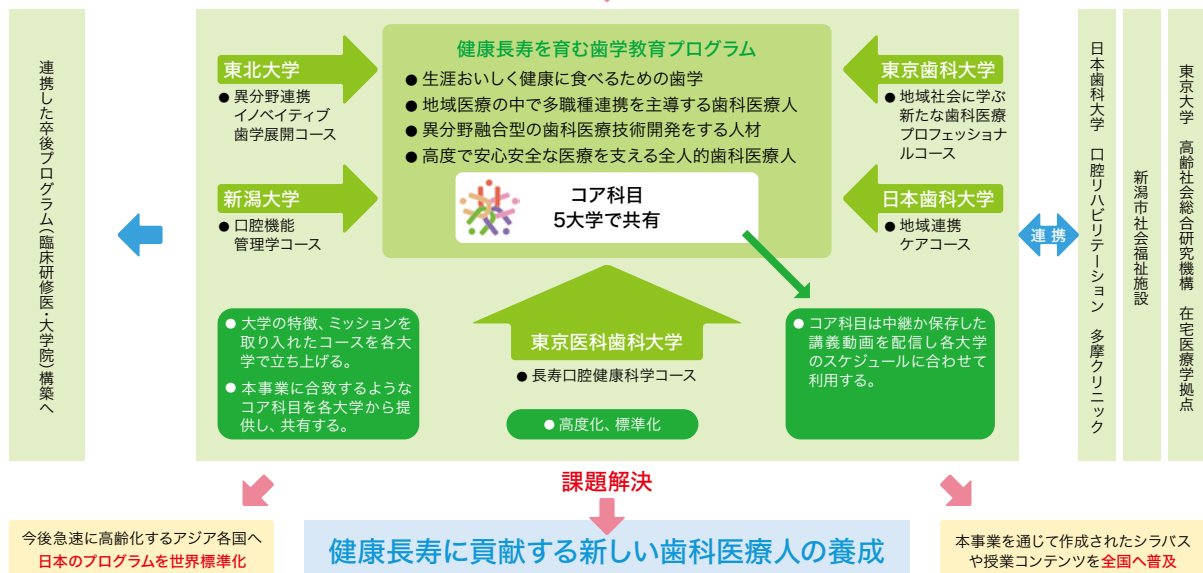 連携した卒後プログラム（臨床研修医・大学院）構築へ
健康長寿を育む歯学教育プログラム
● 生涯おいしく健康に食べるための歯学
● 地域医療の中で多職種連携を主導する歯科医療人
● 異分野融合型の歯科医療技術開発をする人材
● 高度で安心安全な医療を支える全人的歯科医療人
コア科目
5大学で共有
東北大学
● 異分野連携
イノベイティブ
歯学展開コース
新潟大学
● 口腔機能
管理学コース
東京歯科大学
● 地域社会に学ぶ
新たな歯科医療
プロフェッショナ
ルコース
日本歯科大学
● 地域連携
ケアコース
東京医科歯科大学
● 長寿口腔健康科学コース
● 高度化、標準化
● 大学の特徴、ミッションを
取り入れたコースを各大
学で立ち上げる。
● 本事業に合致するような
コア科目を各大学から提
供し、共有する。
● コア科目は中継か保存した
講義動画を配信し各大学
のスケジュールに合わせて
利用する。
連携
日本歯科大学 口腔リハビリテーション 多摩クリニック
新潟市社会福祉施設
東京大学 高齢社会総合研究機構 在宅医療学拠点
課題解決
今後急速に高齢化するアジア各国へ
日本のプログラムを世界標準化
健康長寿に貢献する新しい歯科医療人の養成
本事業を通じて作成されたシラバス
や授業コンテンツを全国へ普及